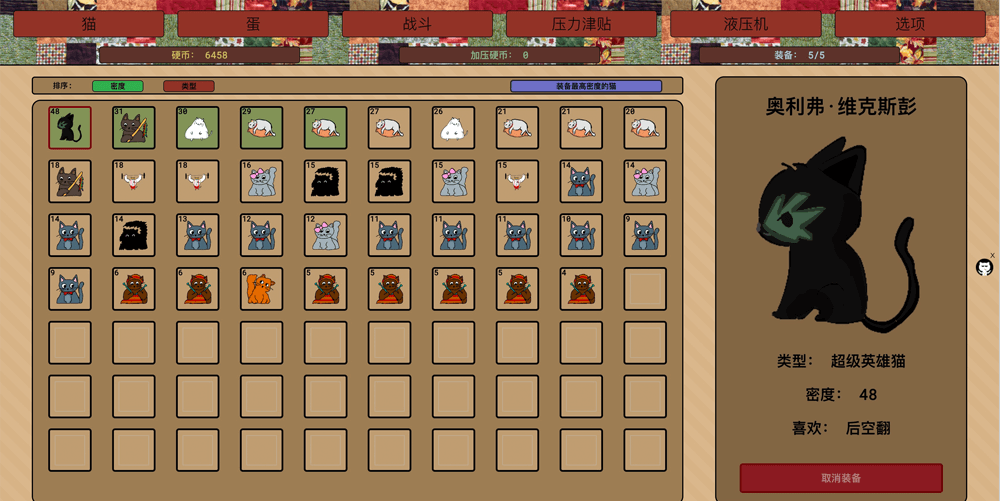 猫 蛋 战斗 压力津贴 液压机 选项
硬币: 6458 加压硬币: 0 装备: 5/5
排序: 密度 类型 装备最高密度的猫
48 31 30 29 27 27 26 21 21 20
18 18 18 16 15 15 15 15 14 14
14 14 13 12 12 11 11 11 10 9
9 6 6 6 5 5 5 5 4
奥利弗·维克斯彭
类型: 超级英雄猫
密度: 48
喜欢: 后空翻
取消装备
X